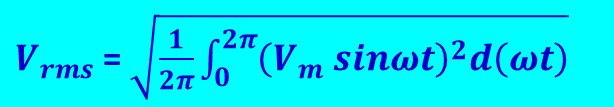 V_rms = √(1/2π ∫₀^2π (V_m sinωt)² d(ωt))